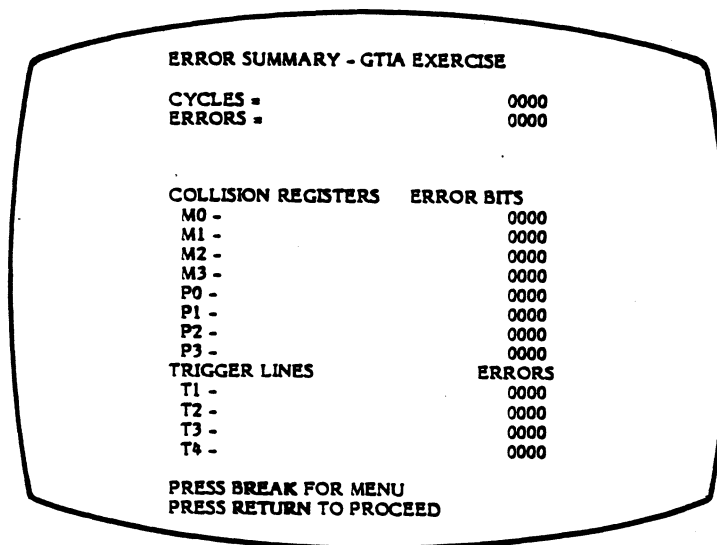 ERROR SUMMARY - GTIA EXERCISE
CYCLES = 0000
ERRORS = 0000
COLLISION REGISTERS ERROR BITS
M0 - 0000
M1 - 0000
M2 - 0000
M3 - 0000
P0 - 0000
P1 - 0000
P2 - 0000
P3 - 0000
TRIGGER LINES ERRORS
T1 - 0000
T2 - 0000
T3 - 0000
T4 - 0000
PRESS BREAK FOR MENU
PRESS RETURN TO PROCEED